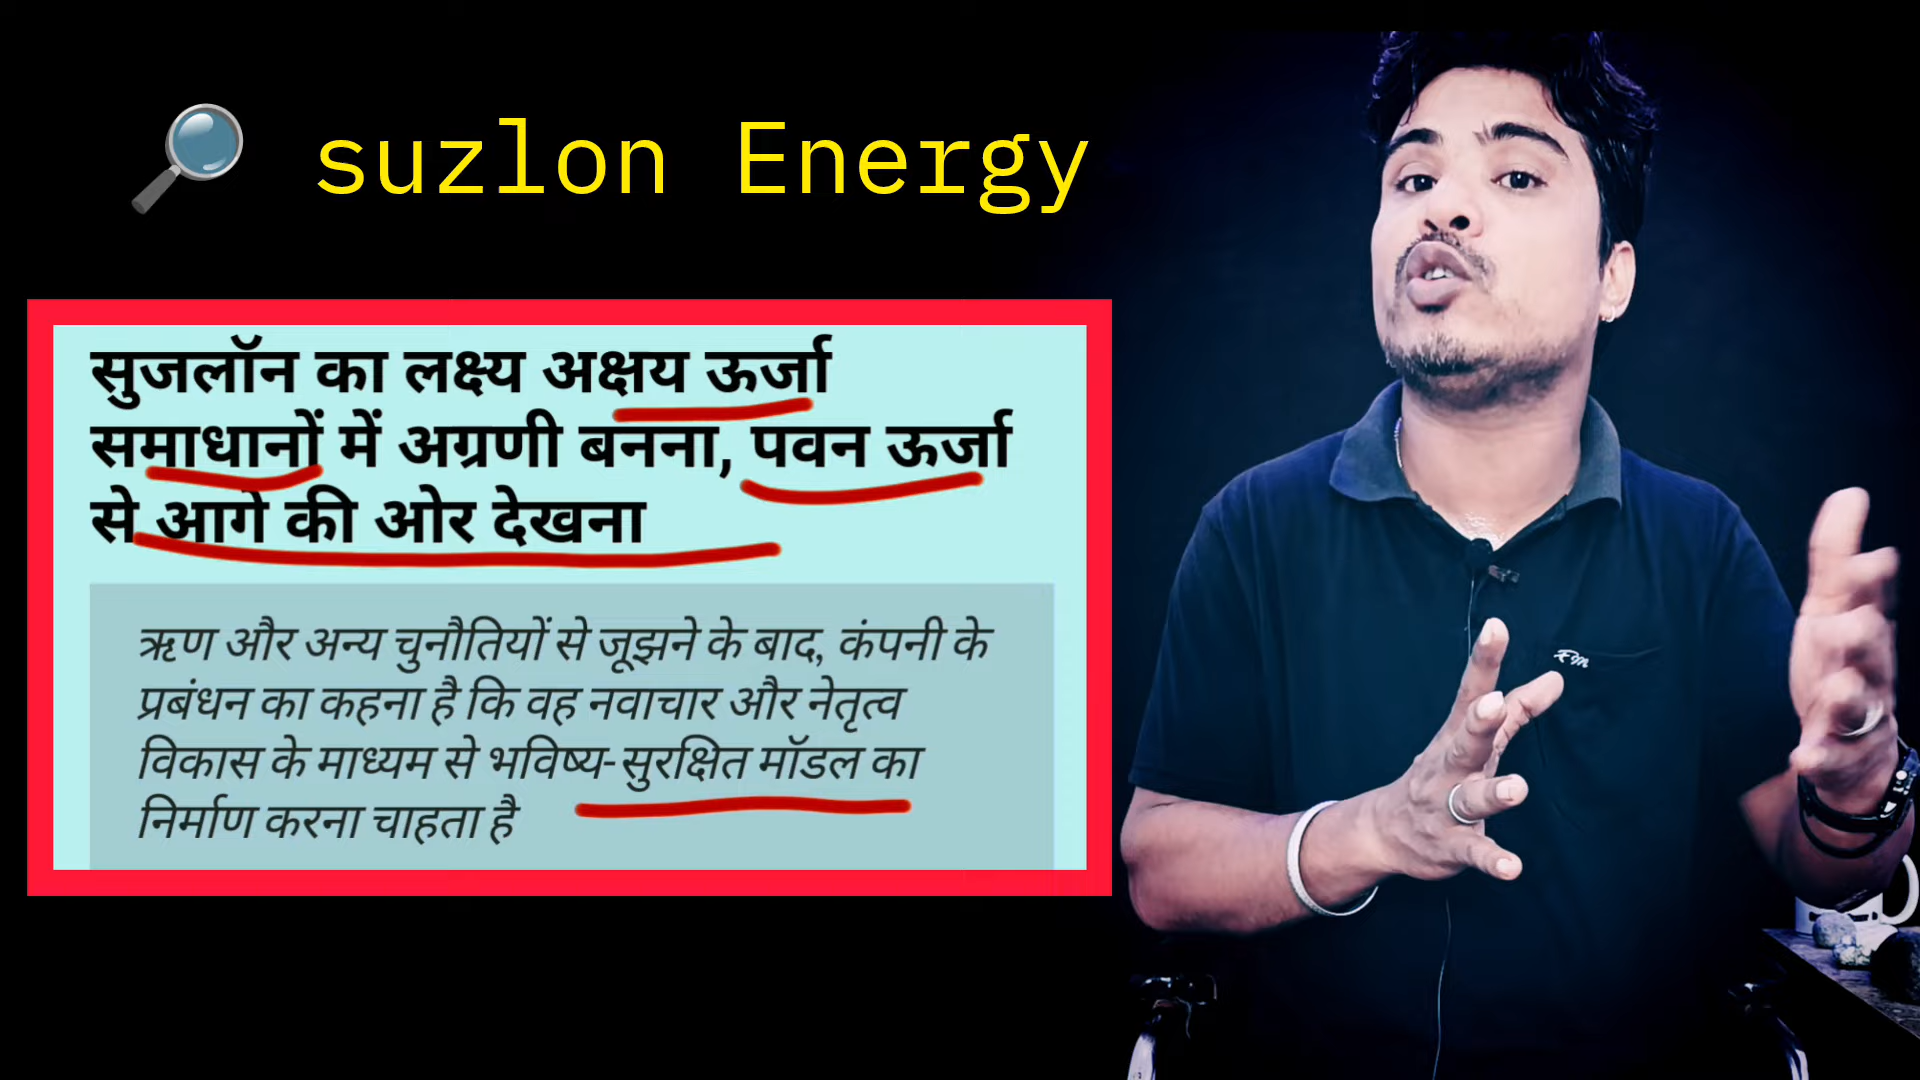 suzlon Energy
सुजलॉन का लक्ष्य अक्षय ऊर्जा
समाधानों में अग्रणी बनना, पवन ऊर्जा
से आगे की ओर देखना
ऋण और अन्य चुनौतियों से जूझने के बाद, कंपनी के
प्रबंधन का कहना है कि वह नवाचार और नेतृत्व
विकास के माध्यम से भविष्य-सुरक्षित मॉडल का
निर्माण करना चाहता है